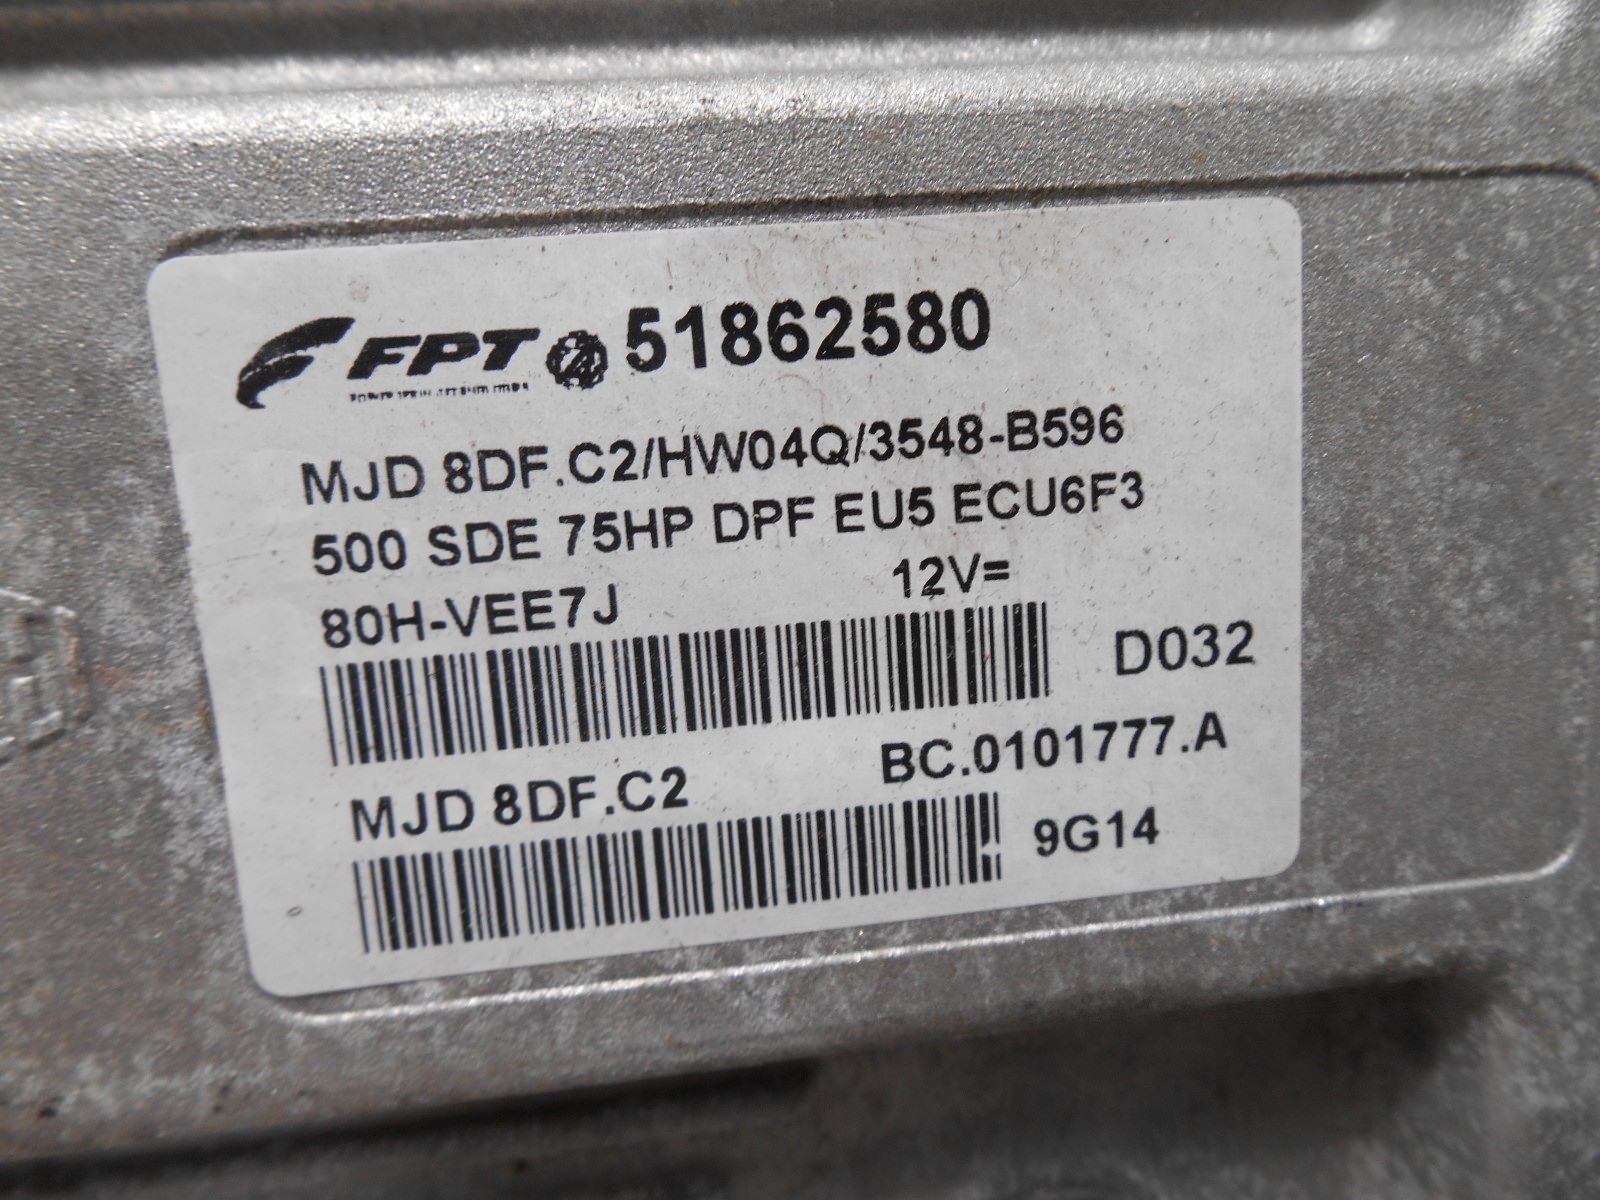 FPT 51862580
MJD 8DF.C2/HW04Q/3548-B596
500 SDE 75HP DPF EU5 ECU6F3
80H-VEE7J 12V=
D032
MJD 8DF.C2 BC.0101777.A
9G14